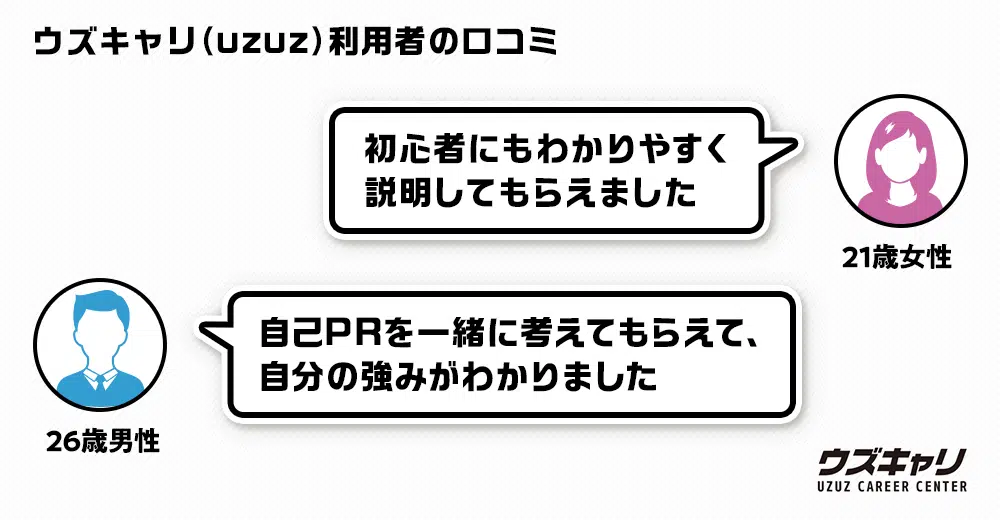 ウズキャリ(uzuz)利用者の口コミ
初心者にもわかりやすく
説明してもらえました
21歳女性
自己PRを一緒に考えてもらえて、
自分の強みがわかりました
26歳男性
ウズキャリ
UZUZ CAREER CENTER